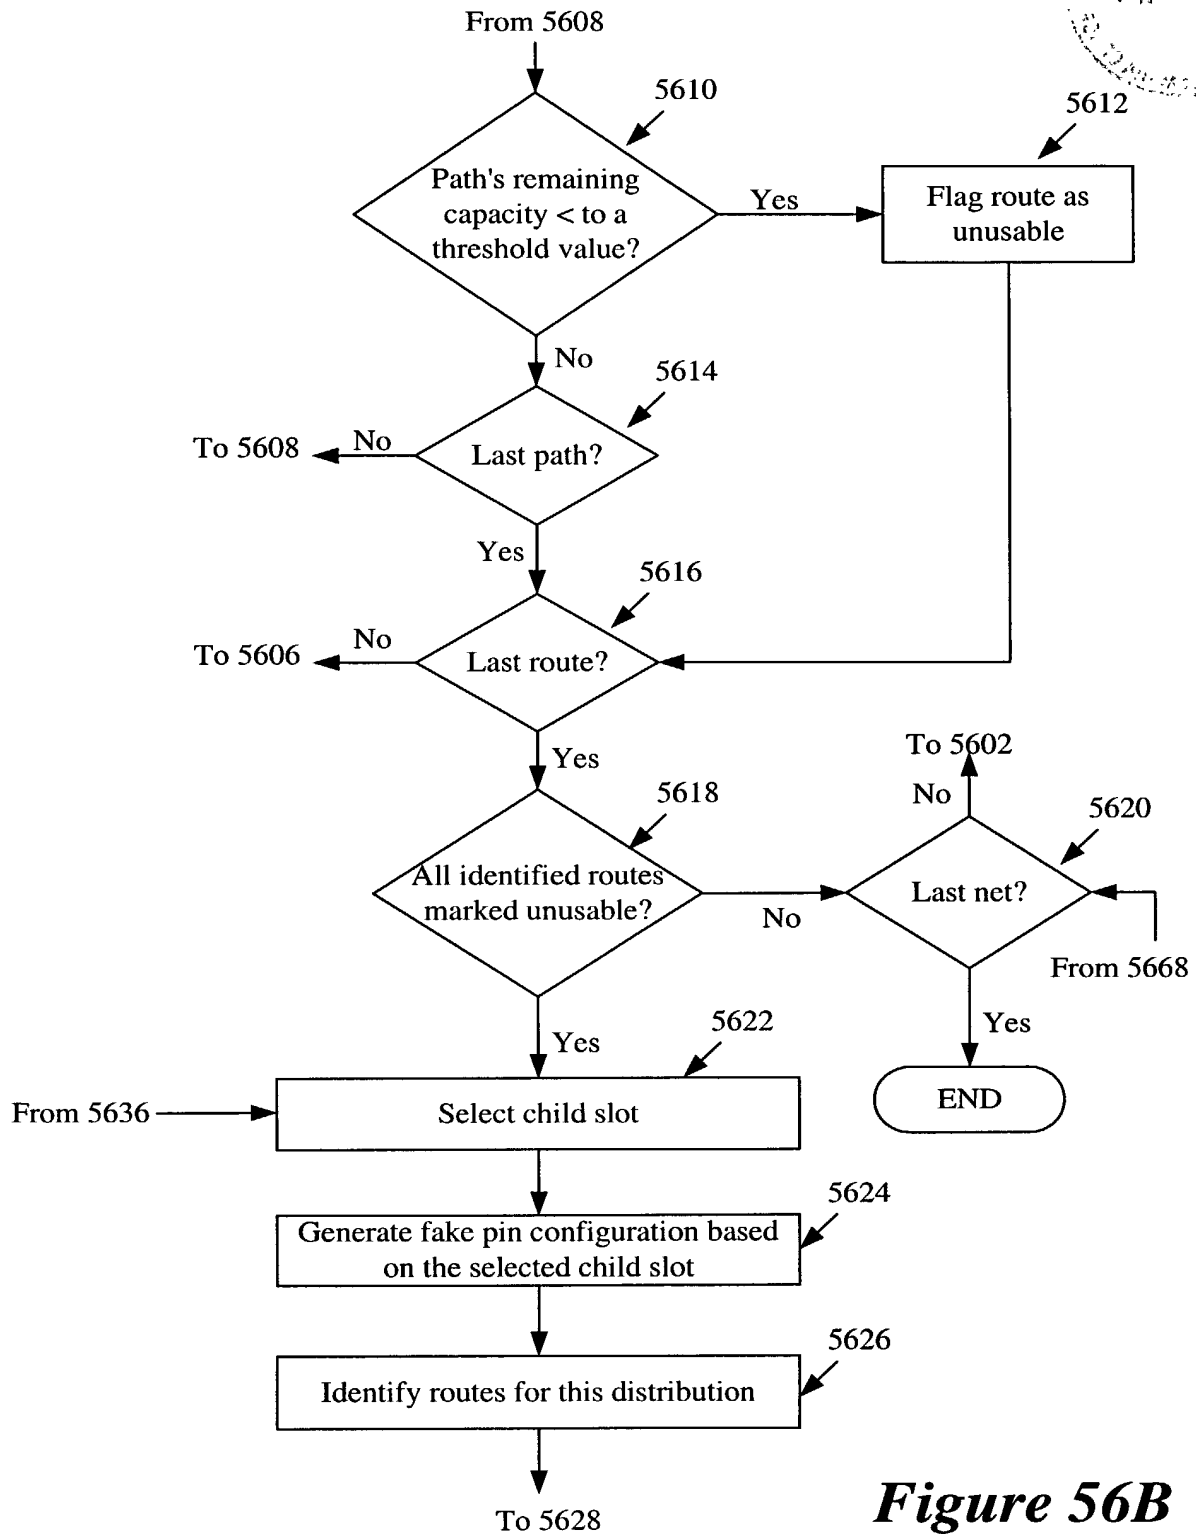 From 5608
5610
5612
Path's remaining
capacity < to a
threshold value?
Yes
Flag route as
unusable
No
5614
To 5608
No
Last path?
Yes
5616
To 5606
No
Last route?
Yes
To 5602
No
5618
5620
All identified routes
marked unusable?
No
Last net?
From 5668
Yes
Yes
END
5622
From 5636
Select child slot
5624
Generate fake pin configuration based
on the selected child slot
5626
Identify routes for this distribution
To 5628
Figure 56B